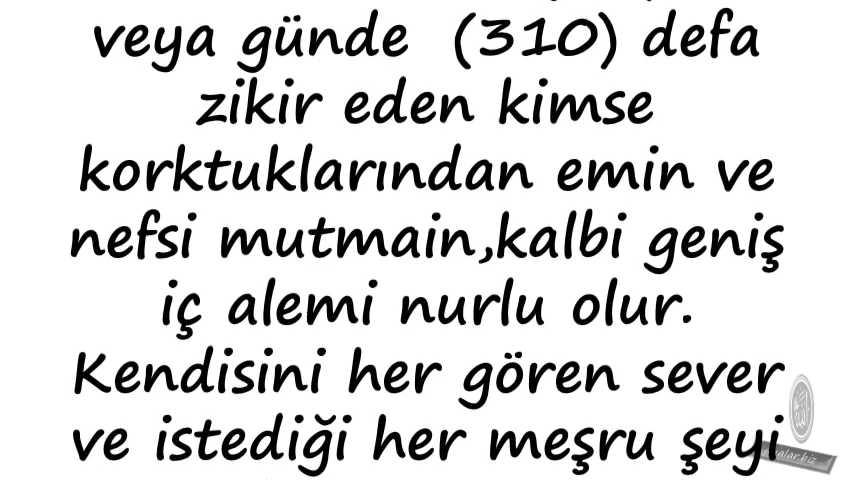 veya günde (310) defa
zikir eden kimse
korktuklarından emin ve
nefsi mutmain,kalbi geniş
iç alemi nurlu olur.
Kendisini her gören sever
ve istediği her meşru şeyi